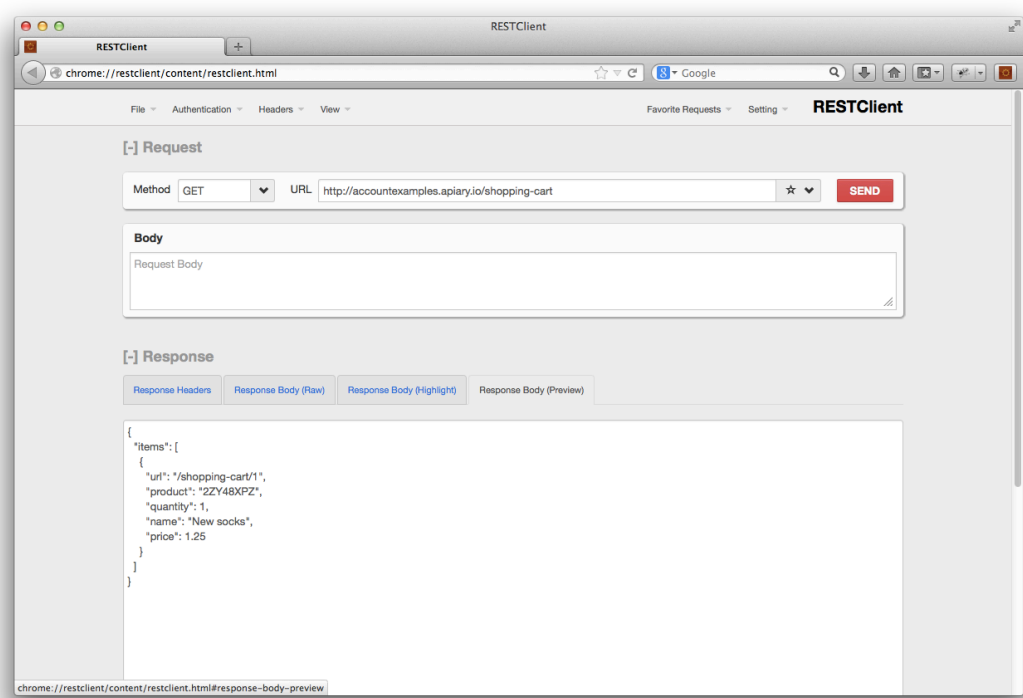 RESTClient
RESTClient +
chrome://restclient/content/restclient.html Google
File Authentication Headers View Favorite Requests Setting RESTClient
[-] Request
Method GET URL http://accountexamples.apiary.io/shopping-cart SEND
Body
Request Body
[-] Response
Response Headers Response Body (Raw) Response Body (Highlight) Response Body (Preview)
{
"items": [
{
"url": "/shopping-cart/1",
"product": "2ZY48XPZ",
"quantity": 1,
"name": "New socks",
"price": 1.25
}
]
}
chrome://restclient/content/restclient.html#response-body-preview